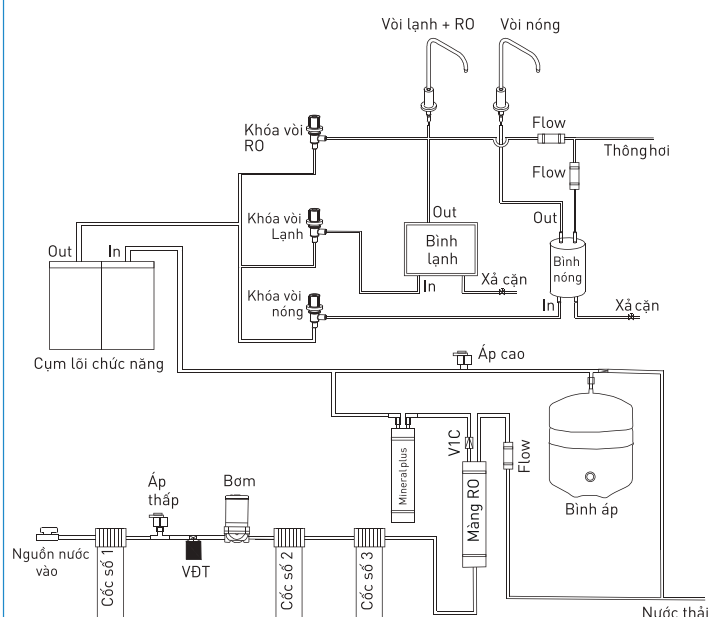 Vòi lạnh + RO
Vòi nóng
Khóa vòi
RO
Flow
Thông hơi
Flow
Khóa vòi
Lạnh
Out
Out
Bình
lạnh
Bình
nóng
Out
In
In
Xả cặn
Khóa vòi
nóng
In
Xả cặn
Cụm lõi chức năng
Áp cao
Mineral plus
V1C
Màng RO
Flow
Bình áp
Áp
thấp
Bơm
Nguồn nước
vào
Cốc số 1
VĐT
Cốc số 2
Cốc số 3
Nước thải